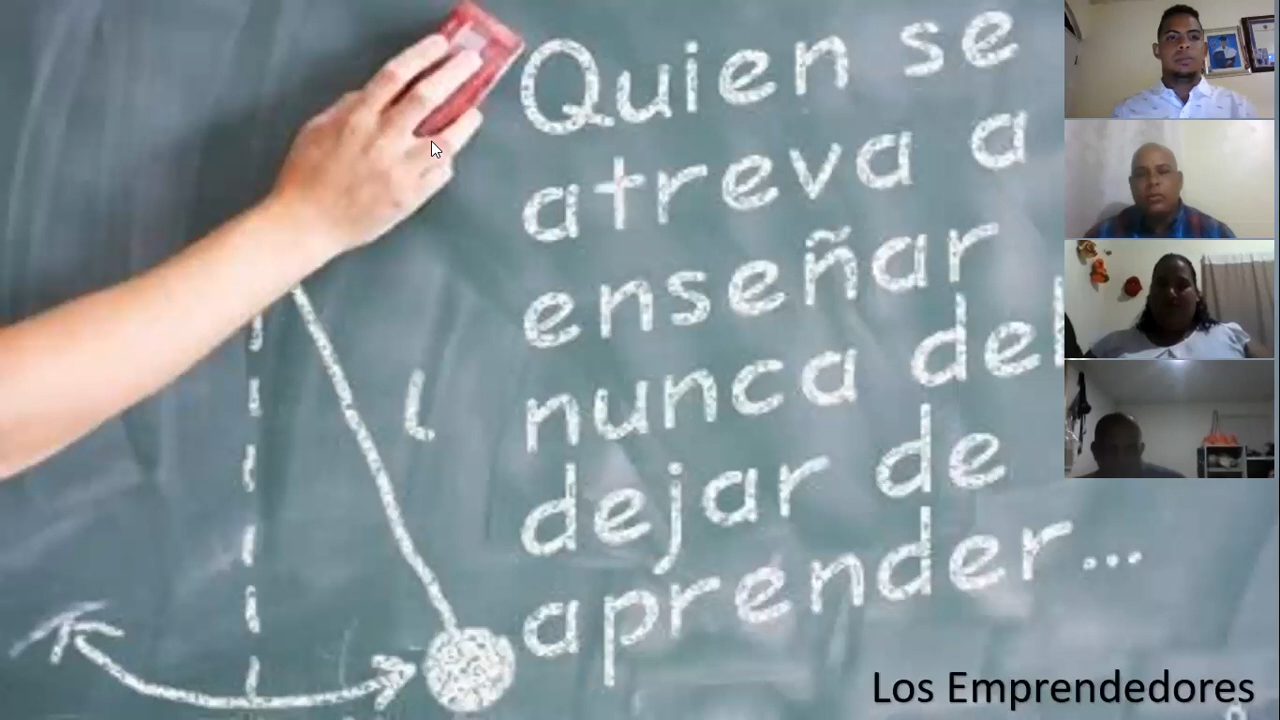 Quien se
atreva a
enseñar
nunca del
dejar de
aprender...
l
Los Emprendedores